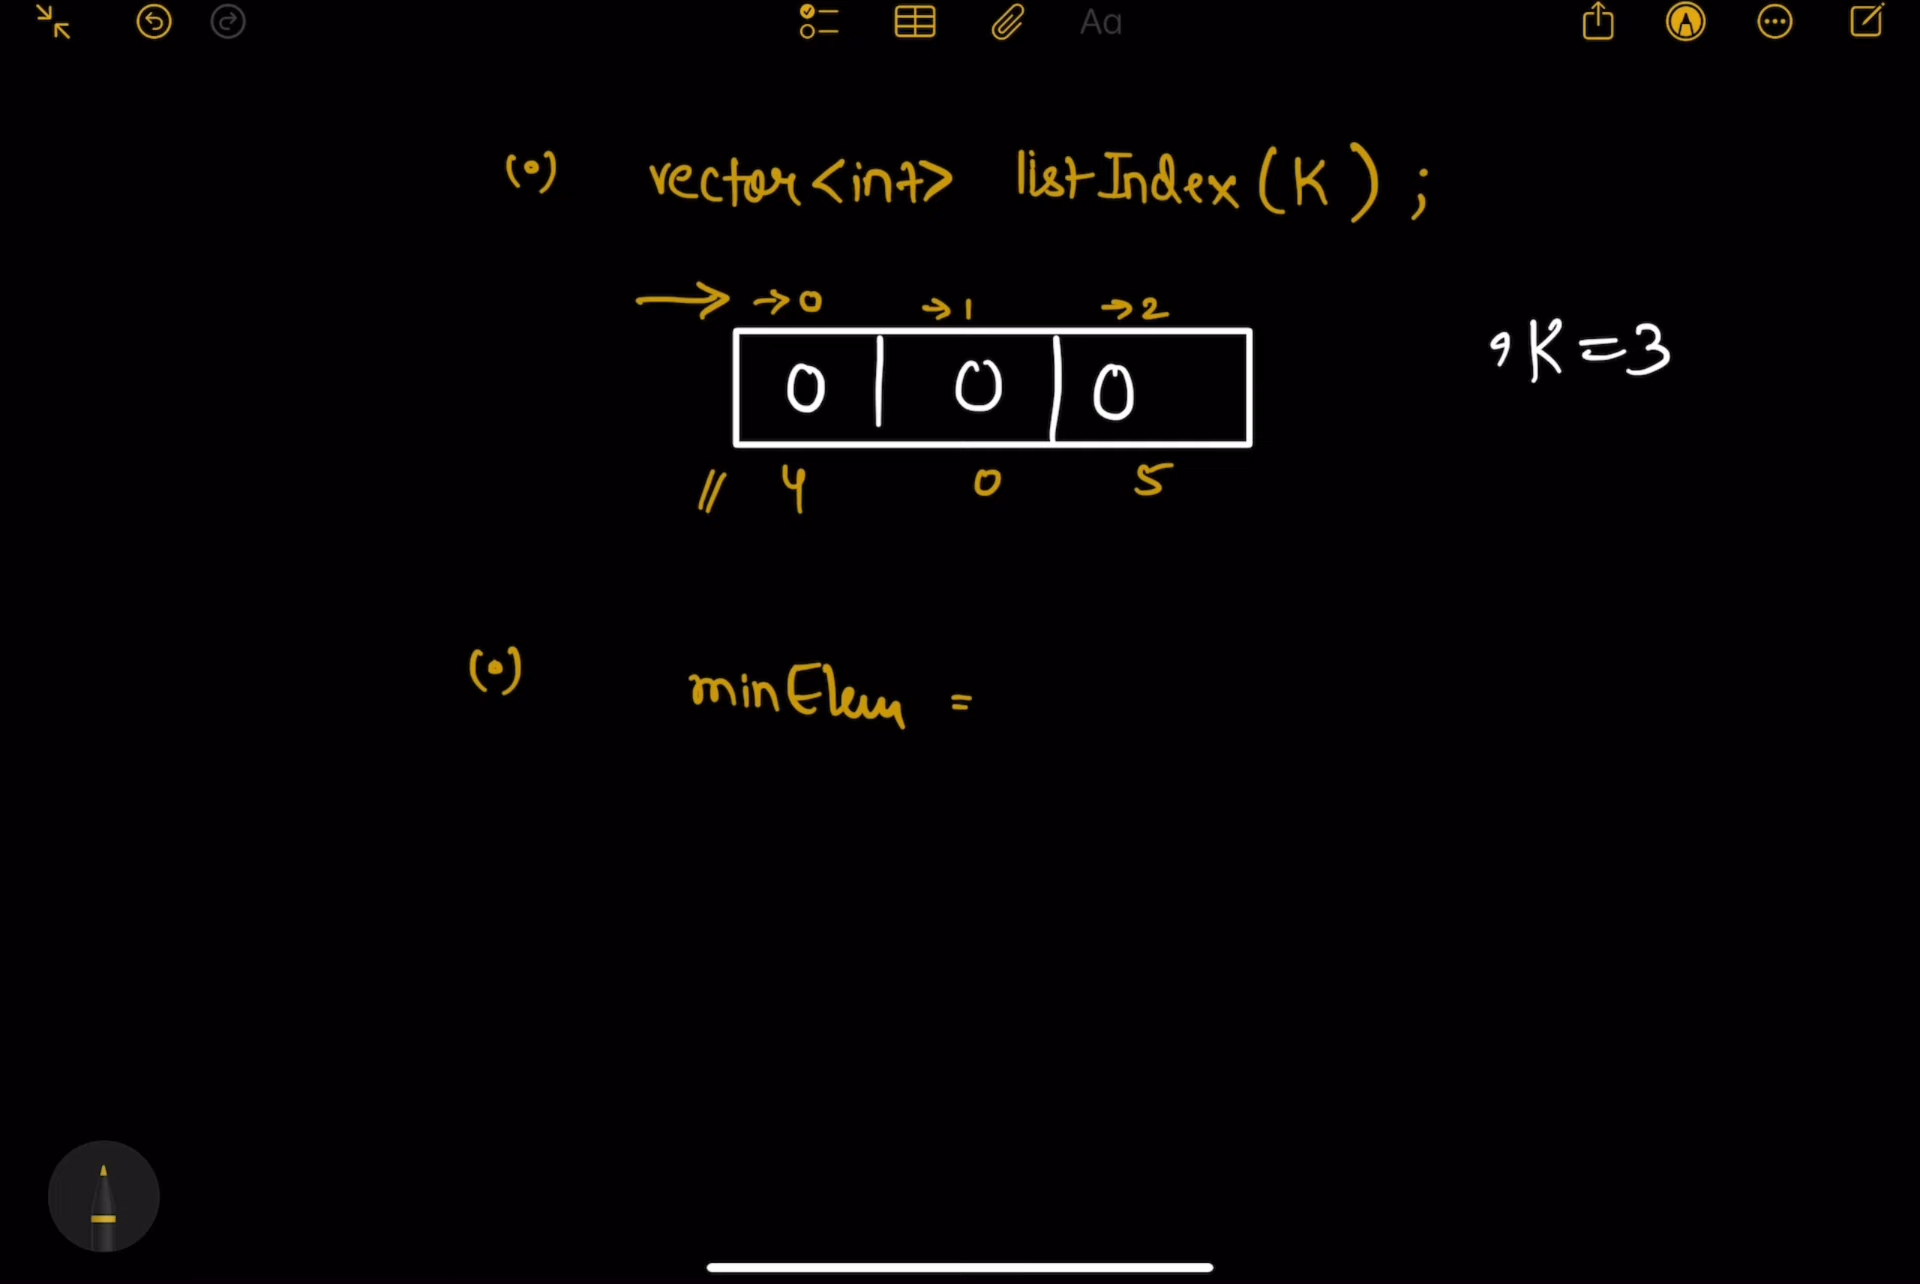 Aa
(•) vector<int> listIndex(K);
→ →0 →1 →2
0 | 0 | 0 , K=3
// 4 0 5
(•) minElem =